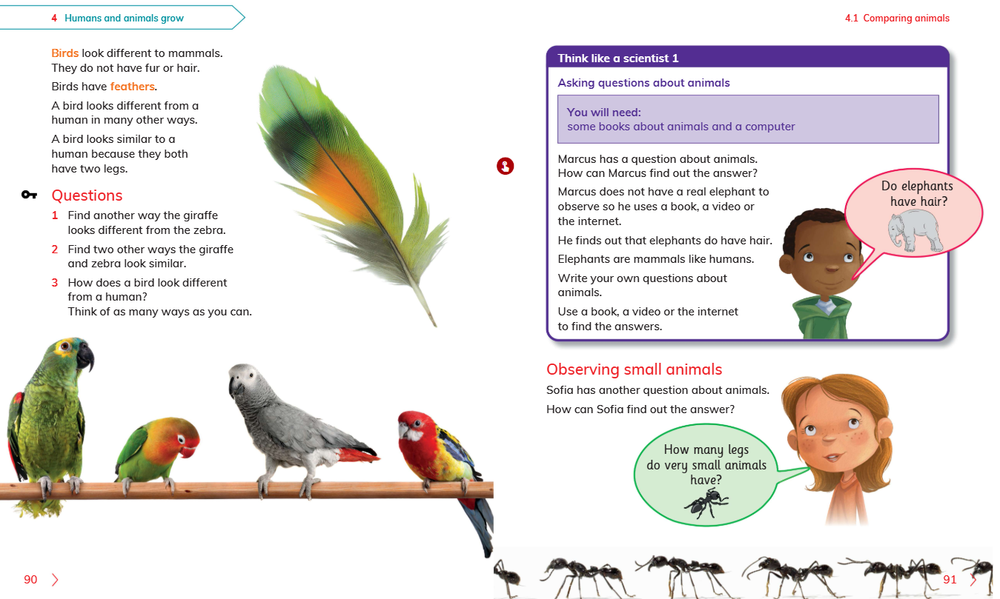 4 Humans and animals grow
Birds look different to mammals.
They do not have fur or hair.
Birds have feathers.
A bird looks different from a
human in many other ways.
A bird looks similar to a
human because they both
have two legs.
Questions
1 Find another way the giraffe
looks different from the zebra.
2 Find two other ways the giraffe
and zebra look similar.
3 How does a bird look different
from a human?
Think of as many ways as you can.
90
4.1 Comparing animals
Think like a scientist 1
Asking questions about animals
You will need:
some books about animals and a computer
Marcus has a question about animals.
How can Marcus find out the answer?
Marcus does not have a real elephant to
observe so he uses a book, a video or
the internet.
He finds out that elephants do have hair.
Elephants are mammals like humans.
Write your own questions about
animals.
Use a book, a video or the internet
to find the answers.
Do elephants
have hair?
Observing small animals
Sofia has another question about animals.
How can Sofia find out the answer?
How many legs
do very small animals
have?
91